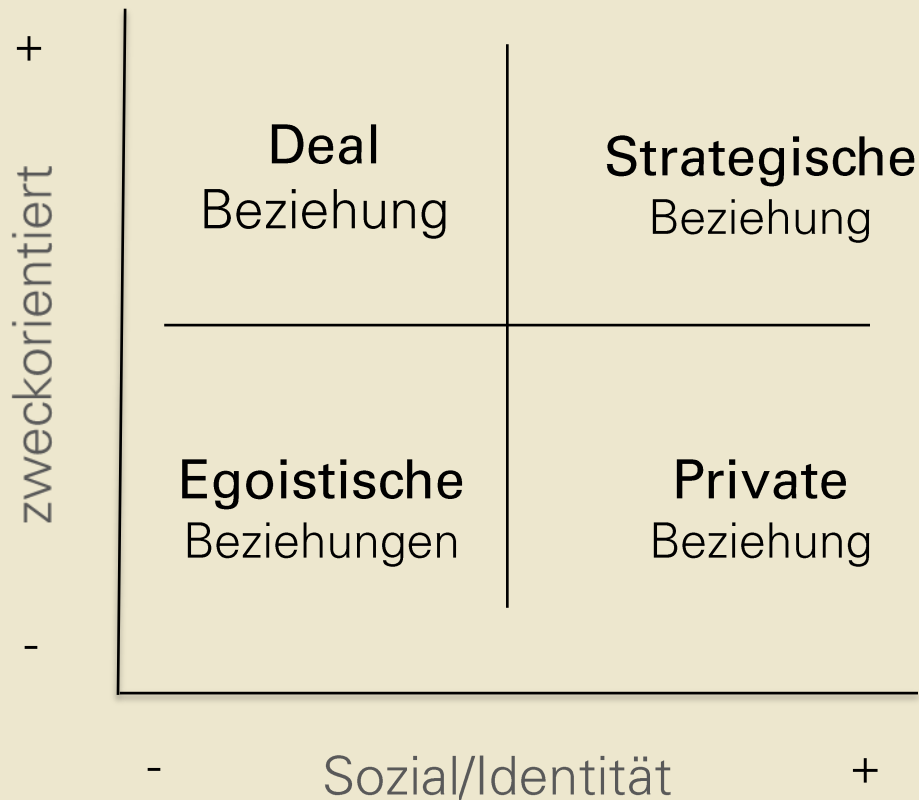 +
zweckorientiert
-
Deal
Beziehung
Strategische
Beziehung
Egoistische
Beziehungen
Private
Beziehung
-
Sozial/Identität
+